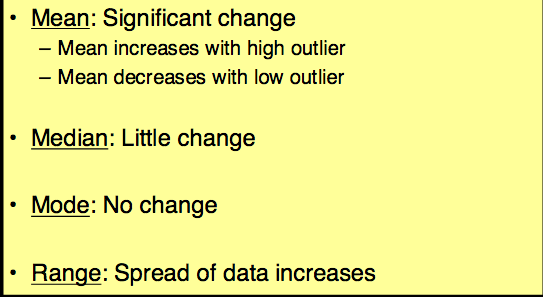 • Mean: Significant change
– Mean increases with high outlier
– Mean decreases with low outlier
• Median: Little change
• Mode: No change
• Range: Spread of data increases